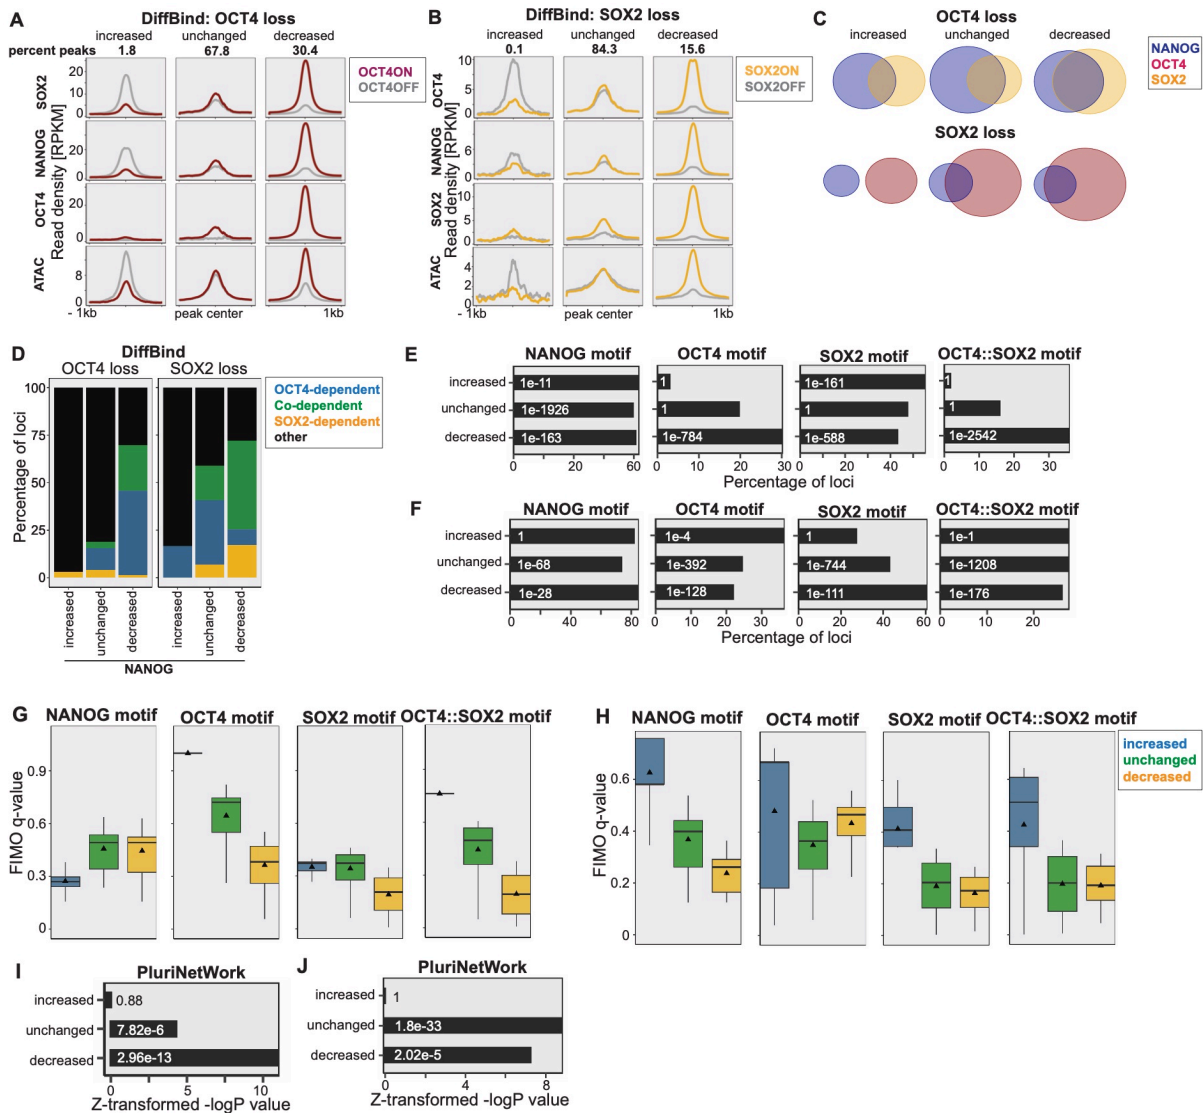 A
DiffBind: OCT4 loss
increased unchanged decreased
percent peaks 1.8 67.8 30.4
SOX2
20
10
0
NANOG
20
0
OCT4
20
10
0
ATAC
8
0
Read density [RPKM]
- 1kb peak center 1kb
OCT4ON
OCT4OFF
B
DiffBind: SOX2 loss
increased unchanged decreased
0.1 84.3 15.6
OCT4
10
5
0
NANOG
6
0
SOX2
10
5
0
ATAC
4
2
0
Read density [RPKM]
- 1kb peak center 1kb
SOX2ON
SOX2OFF
C
OCT4 loss
increased unchanged decreased
SOX2 loss
NANOG
OCT4
SOX2
D
DiffBind
OCT4 loss SOX2 loss
Percentage of loci
100
75
50
25
0
increased unchanged decreased increased unchanged decreased
NANOG
OCT4-dependent
Co-dependent
SOX2-dependent
other
E
NANOG motif OCT4 motif SOX2 motif OCT4::SOX2 motif
increased 1e-11 1 1e-161 1
unchanged 1e-1926 1 1 1
decreased 1e-163 1e-784 1e-588 1e-2542
0 20 40 60 0 10 20 30 0 20 40 0 10 20 30
Percentage of loci
F
NANOG motif OCT4 motif SOX2 motif OCT4::SOX2 motif
increased 1 1e-4 1 1e-1
unchanged 1e-68 1e-392 1e-744 1e-1208
decreased 1e-28 1e-128 1e-111 1e-176
0 40 80 0 10 20 30 0 20 40 60 0 10 20
Percentage of loci
G
NANOG motif OCT4 motif SOX2 motif OCT4::SOX2 motif
FIMO q-value
0.9
0.6
0.3
0
H
NANOG motif OCT4 motif SOX2 motif OCT4::SOX2 motif
FIMO q-value
0.6
0.4
0.2
0
increased
unchanged
decreased
I
PluriNetWork
increased 0.88
unchanged 7.82e-6
decreased 2.96e-13
0 5 10
Z-transformed -logP value
J
PluriNetWork
increased 1
unchanged 1.8e-33
decreased 2.02e-5
0 4 8
Z-transformed -logP value